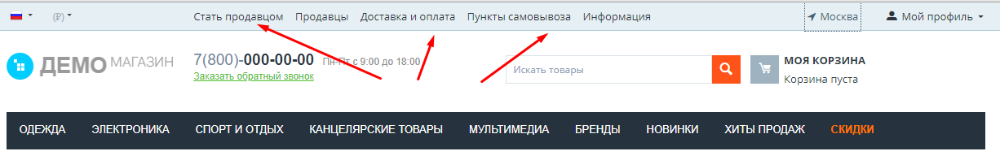 (₽) Стать продавцом Продавцы Доставка и оплата Пункты самовывоза Информация Москва Мой профиль
ДЕМО МАГАЗИН 7(800)-000-00-00 Пн-Пт с 9:00 до 18:00 МОЯ КОРЗИНА
Заказать обратный звонок Искать товары Корзина пуста
ОДЕЖДА ЭЛЕКТРОНИКА СПОРТ И ОТДЫХ КАНЦЕЛЯРСКИЕ ТОВАРЫ МУЛЬТИМЕДИА БРЕНДЫ НОВИНКИ ХИТЫ ПРОДАЖ СКИДКИ